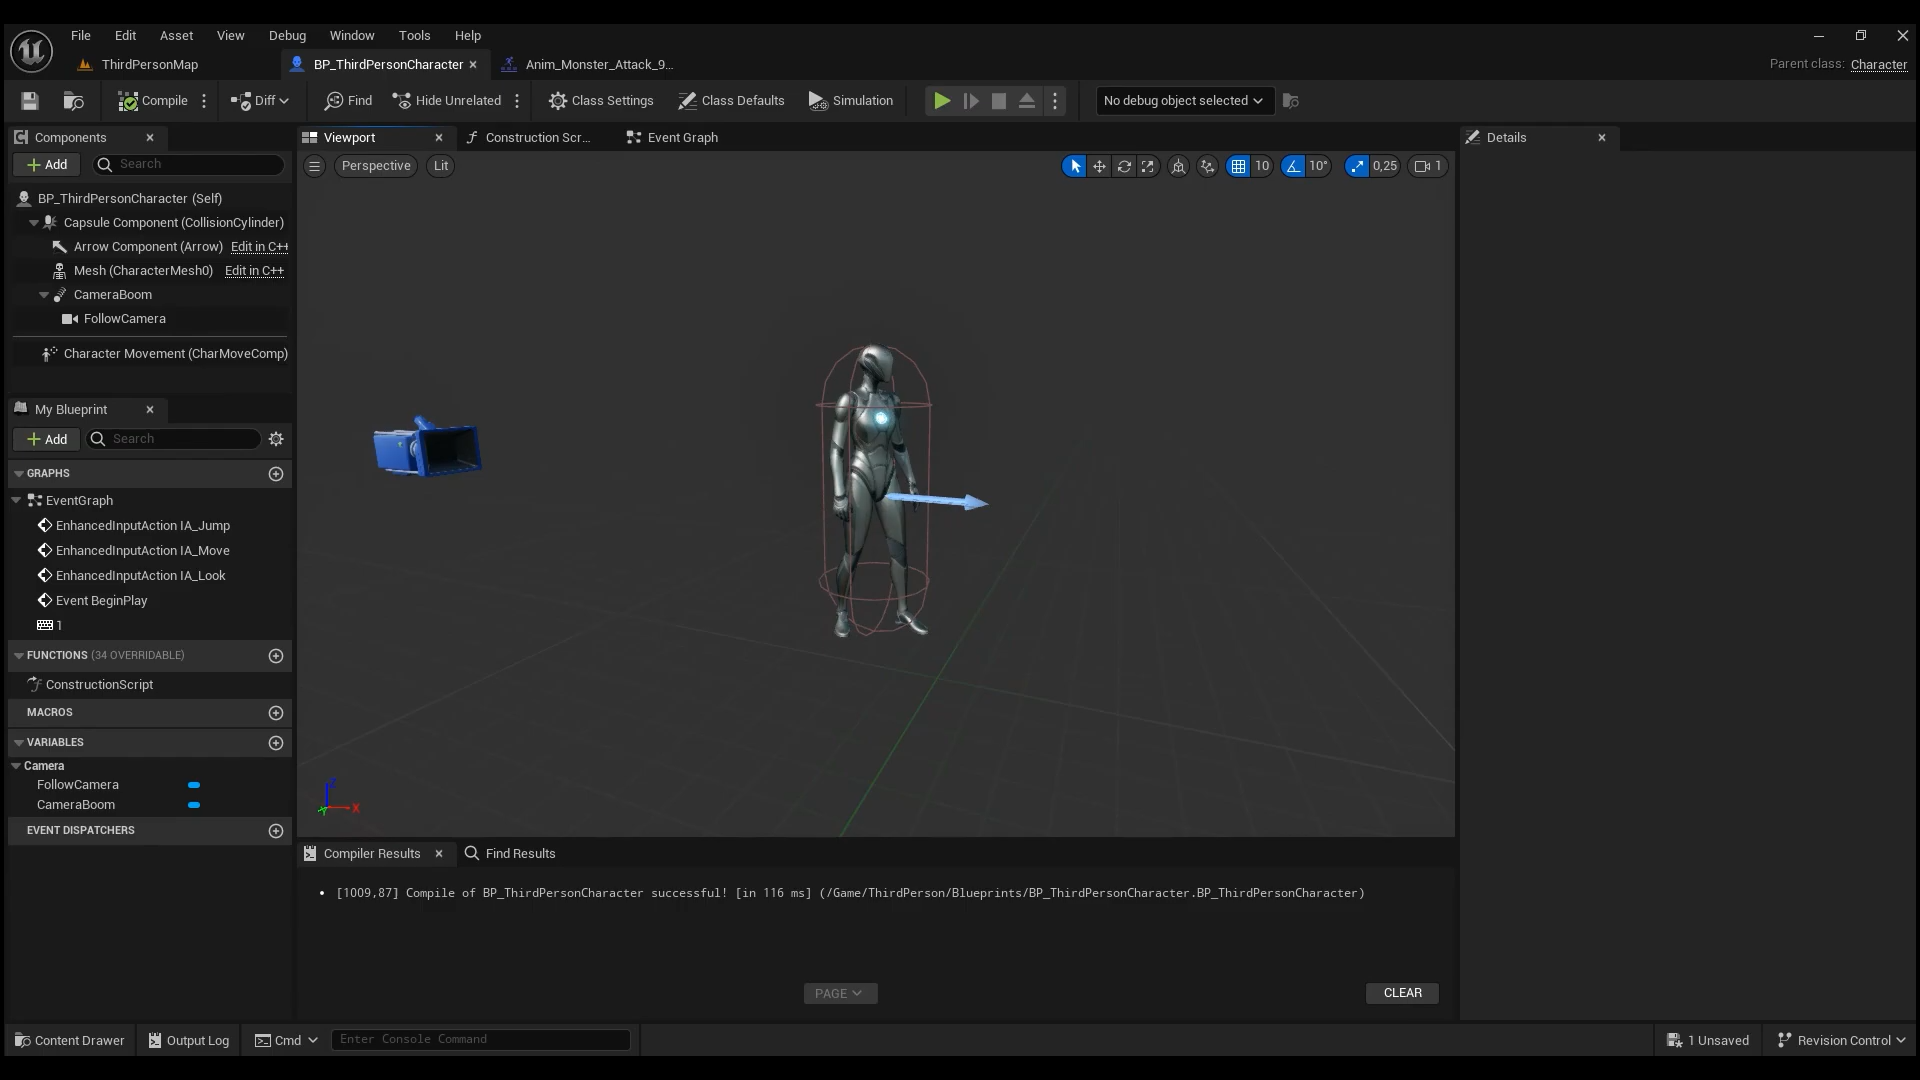 File Edit Asset View Debug Window Tools Help
ThirdPersonMap BP_ThirdPersonCharacter Anim_Monster_Attack_9... Parent class: Character
Compile Diff Find Hide Unrelated Class Settings Class Defaults Simulation No debug object selected
Components Viewport Construction Scr... Event Graph Details
Add Search Perspective Lit 10 10° 0,25 1
BP_ThirdPersonCharacter (Self)
Capsule Component (CollisionCylinder)
Arrow Component (Arrow) Edit in C++
Mesh (CharacterMesh0) Edit in C++
CameraBoom
FollowCamera
Character Movement (CharMoveComp)
My Blueprint
Add Search
GRAPHS
EventGraph
EnhancedInputAction IA_Jump
EnhancedInputAction IA_Move
EnhancedInputAction IA_Look
Event BeginPlay
1
FUNCTIONS (34 OVERRIDABLE)
ConstructionScript
MACROS
VARIABLES
Camera
FollowCamera
CameraBoom
EVENT DISPATCHERS
Z
Y X
Compiler Results Find Results
[1009,87] Compile of BP_ThirdPersonCharacter successful! [in 116 ms] (/Game/ThirdPerson/Blueprints/BP_ThirdPersonCharacter.BP_ThirdPersonCharacter)
PAGE CLEAR
Content Drawer Output Log Cmd Enter Console Command 1 Unsaved Revision Control